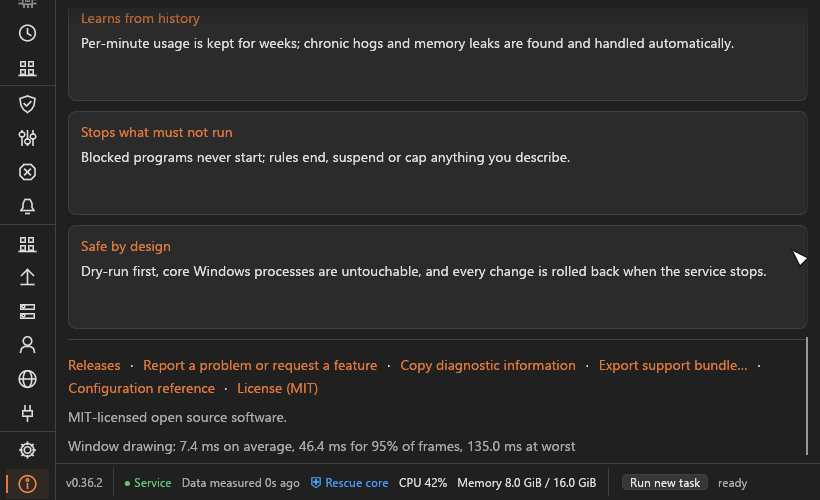 Learns from history
Per-minute usage is kept for weeks; chronic hogs and memory leaks are found and handled automatically.
Stops what must not run
Blocked programs never start; rules end, suspend or cap anything you describe.
Safe by design
Dry-run first, core Windows processes are untouchable, and every change is rolled back when the service stops.
Releases · Report a problem or request a feature · Copy diagnostic information · Export support bundle... ·
Configuration reference · License (MIT)
MIT-licensed open source software.
Window drawing: 7.4 ms on average, 46.4 ms for 95% of frames, 135.0 ms at worst
v0.36.2 Service Data measured 0s ago Rescue core CPU 42% Memory 8.0 GiB / 16.0 GiB Run new task ready